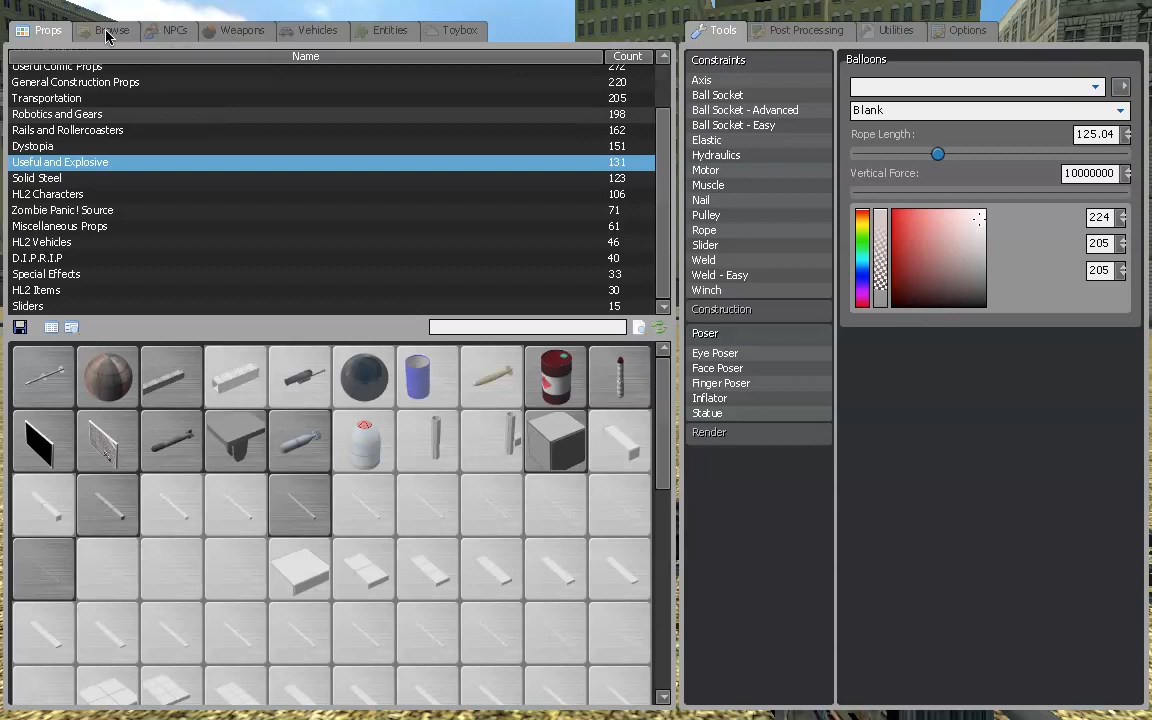 Props Browse NPCs Weapons Vehicles Entities Toybox
Name Count
Useful Comic Props 272
General Construction Props 220
Transportation 205
Robotics and Gears 198
Rails and Rollercoasters 162
Dystopia 151
Useful and Explosive 131
Solid Steel 123
HL2 Characters 106
Zombie Panic! Source 71
Miscellaneous Props 61
HL2 Vehicles 46
D.I.P.R.I.P 40
Special Effects 33
HL2 Items 30
Sliders 15
Tools Post Processing Utilities Options
Constraints
Axis
Ball Socket
Ball Socket - Advanced
Ball Socket - Easy
Elastic
Hydraulics
Motor
Muscle
Nail
Pulley
Rope
Slider
Weld
Weld - Easy
Winch
Construction
Poser
Eye Poser
Face Poser
Finger Poser
Inflator
Statue
Render
Balloons
Blank
Rope Length: 125.04
Vertical Force: 10000000
224
205
205